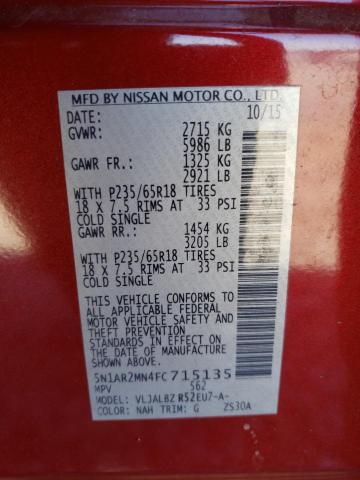 MFD BY NISSAN MOTOR CO., LTD.
DATE: 10/15
GVWR: 2715 KG
5986 LB
GAWR FR.: 1325 KG
2921 LB
WITH P235/65R18 TIRES
18 X 7.5 RIMS AT 33 PSI
COLD SINGLE
GAWR RR.: 1454 KG
3205 LB
WITH P235/65R18 TIRES
18 X 7.5 RIMS AT 33 PSI
COLD SINGLE
THIS VEHICLE CONFORMS TO
ALL APPLICABLE FEDERAL
MOTOR VEHICLE SAFETY AND
THEFT PREVENTION
STANDARDS IN EFFECT ON
THE DATE OF MANUFACTURE
SHOWN ABOVE.
5N1AR2MN4FC715135
MPV S62
MODEL: VLJALBZ R52EU7-A-
COLOR: NAH TRIM: G ZS30A